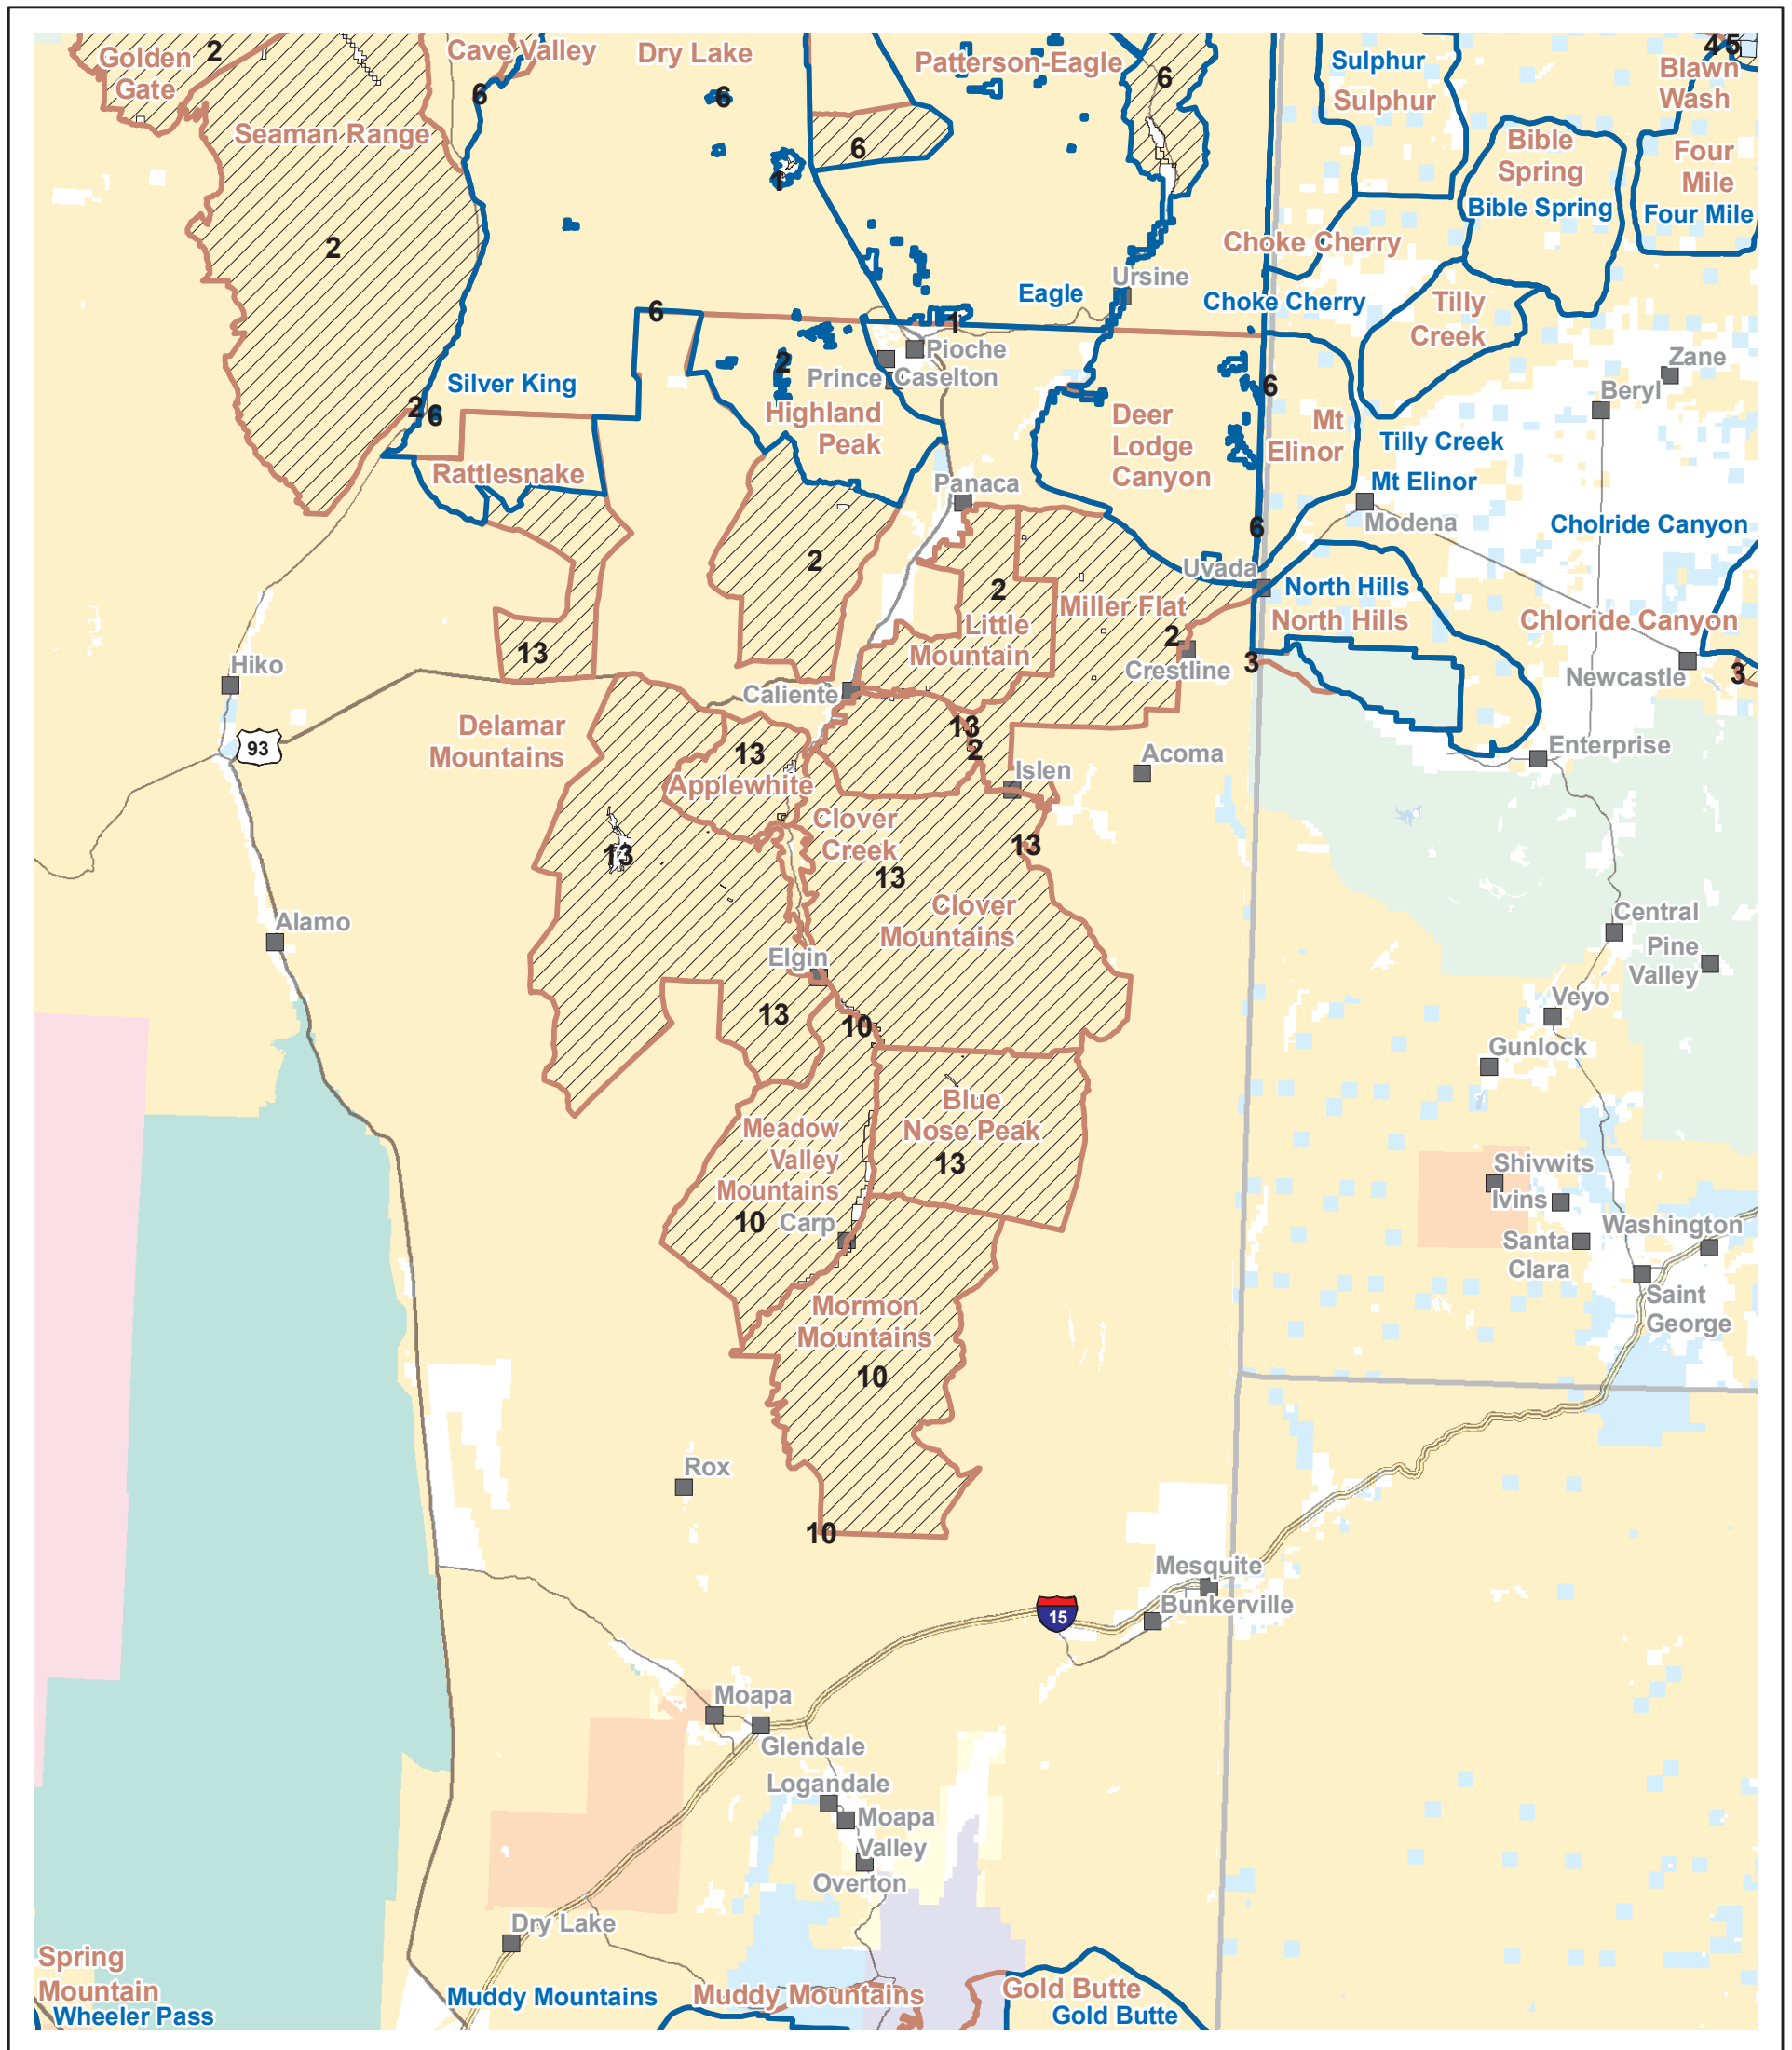 Golden
Gate
2
Cave Valley
Dry Lake
Patterson-Eagle
Sulphur
Sulphur
4
5
Blawn
Wash
Seaman Range
6
6
6
6
1
Bible
Spring
Bible Spring
Four
Mile
Four Mile
2
Choke Cherry
Ursine
Eagle
Choke Cherry
Tilly
Creek
6
1
Pioche
Prince
Caselton
2
Zane
Beryl
Silver King
2
6
Highland
Peak
Deer
Lodge
Canyon
6
Mt
Elinor
Tilly Creek
Rattlesnake
Panaca
Mt Elinor
Modena
6
Cholride Canyon
2
Uvada
2
Miller Flat
North Hills
North Hills
Chloride Canyon
Little
Mountain
2
13
Crestline
3
3
Newcastle
Hiko
Caliente
Delamar
Mountains
93
13
13
2
Applewhite
Islen
Acoma
Enterprise
Clover
Creek
13
13
13
Clover
Mountains
Alamo
Central
Pine
Valley
Elgin
13
10
Veyo
Gunlock
Blue
Nose Peak
13
Meadow
Valley
Mountains
10
Carp
Shivwits
Ivins
Santa
Clara
Washington
Saint
George
Mormon
Mountains
10
Rox
10
Mesquite
Bunkerville
15
Moapa
Glendale
Logandale
Moapa
Valley
Overton
Dry Lake
Spring
Mountain
Wheeler Pass
Muddy Mountains
Muddy Mountains
Gold Butte
Gold Butte